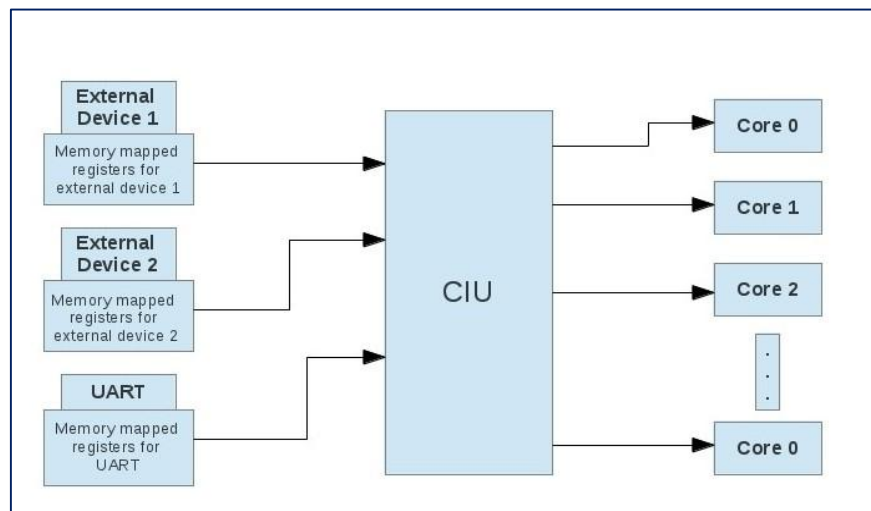 External
Device 1
Memory mapped
registers for
external device 1
External
Device 2
Memory mapped
registers for
external device 2
UART
Memory mapped
registers for
UART
CIU
Core 0
Core 1
Core 2
.
.
.
Core 0